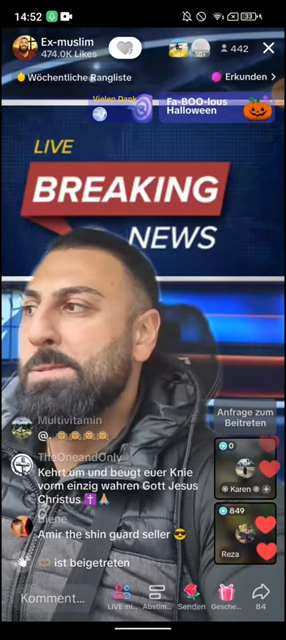 14:52
Ex-muslim
474.0K Likes
442
Wöchentliche Rangliste
Erkunden >
Vielen Dank
Fa-BOO-lous
Halloween
LIVE
BREAKING
NEWS
Multivitamin
@
TheOneandOnly
Kehrt um und beugt euer Knie
vorm einzig wahren Gott Jesus
Christus
Amir the shin guard seller
ist beigetreten
Anfrage zum
Beitreten
0
Karen
849
Reza
Komment...
LIVE mi...
Abstim...
Senden
Gesche...
84